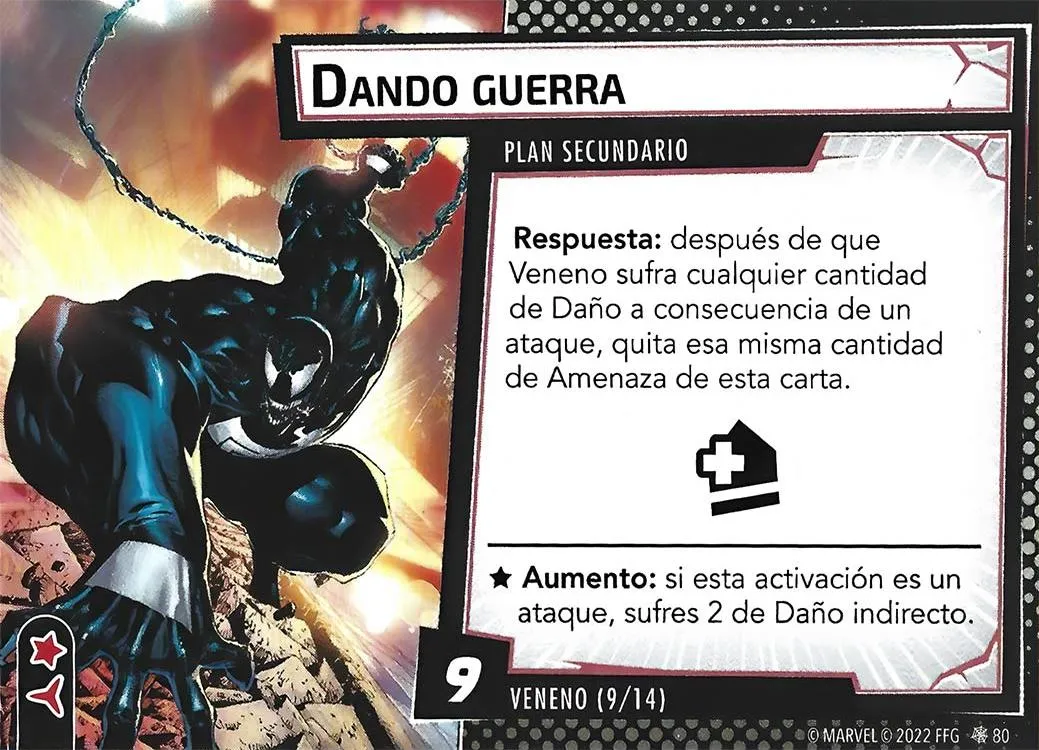 DANDO GUERRA
PLAN SECUNDARIO
Respuesta: después de que
Veneno sufra cualquier cantidad
de Daño a consecuencia de un
ataque, quita esa misma cantidad
de Amenaza de esta carta.
★ Aumento: si esta activación es un
ataque, sufres 2 de Daño indirecto.
9
VENENO (9/14)
© MARVEL © 2022 FFG 80